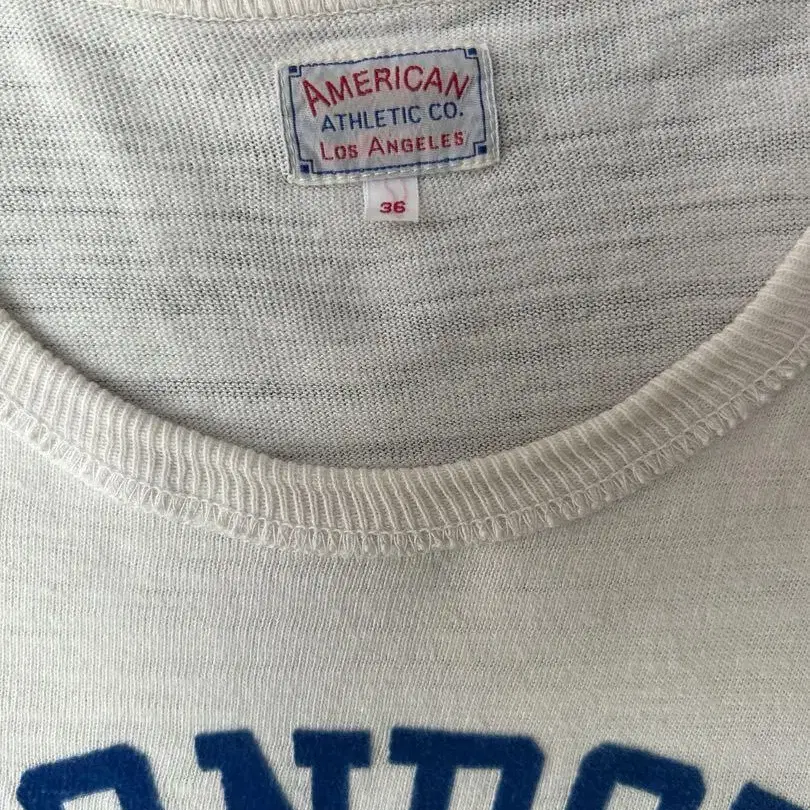 AMERICAN
ATHLETIC CO.
LOS ANGELES
36